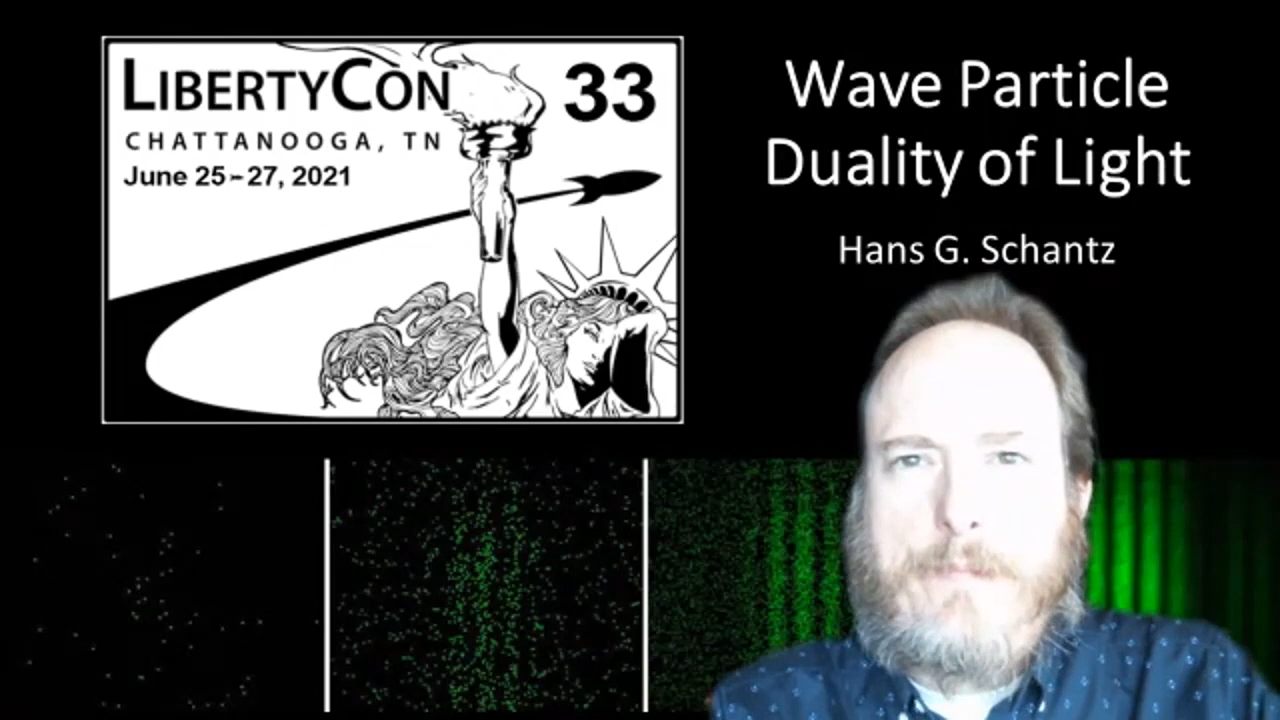 LIBERTYCON
33
CHATTANOOGA, TN
June 25-27, 2021
Wave Particle
Duality of Light
Hans G. Schantz